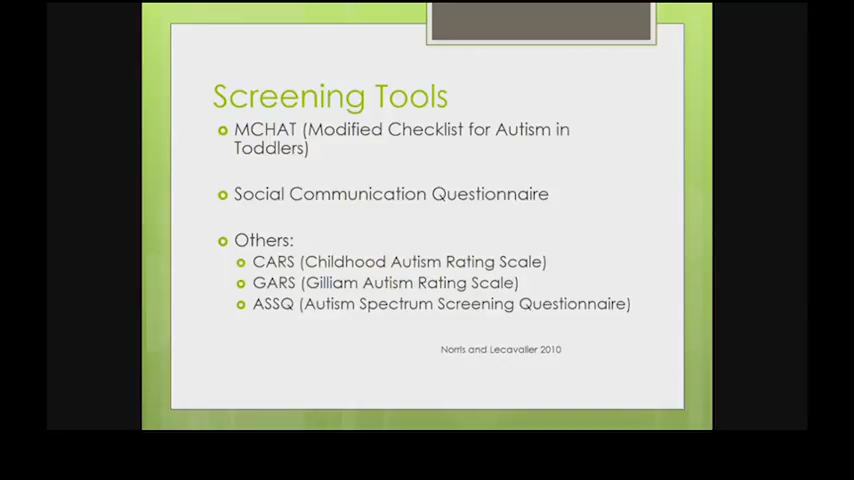 Screening Tools
MCHAT (Modified Checklist for Autism in
Toddlers)
Social Communication Questionnaire
Others:
CARS (Childhood Autism Rating Scale)
GARS (Gilliam Autism Rating Scale)
ASSQ (Autism Spectrum Screening Questionnaire)
Norris and Lecavalier 2010